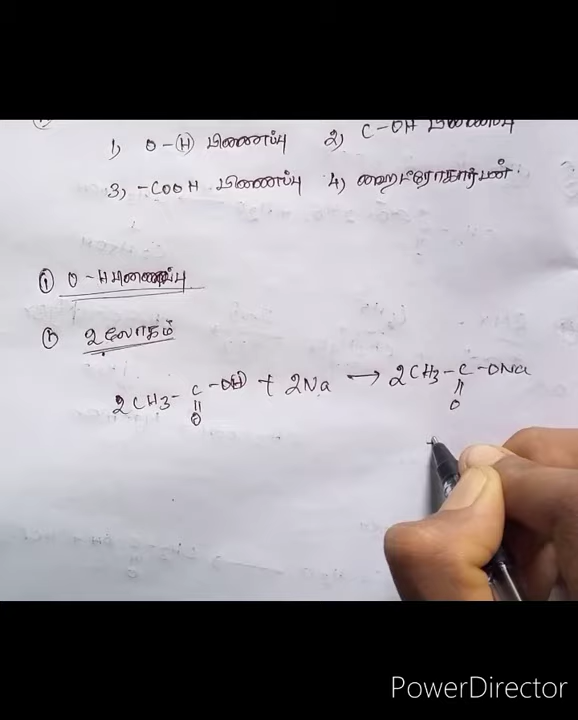 1) O-(H) பிணைப்பு 2) C-OH பிணைப்பு
3) -COOH பிணைப்பு 4) ஹைட்ரோகார்பன்
① O-H பிணைப்பு
உலோகம்
2CH3-C-OH + 2Na → 2CH3-C-ONa
|| ||
O O
PowerDirector